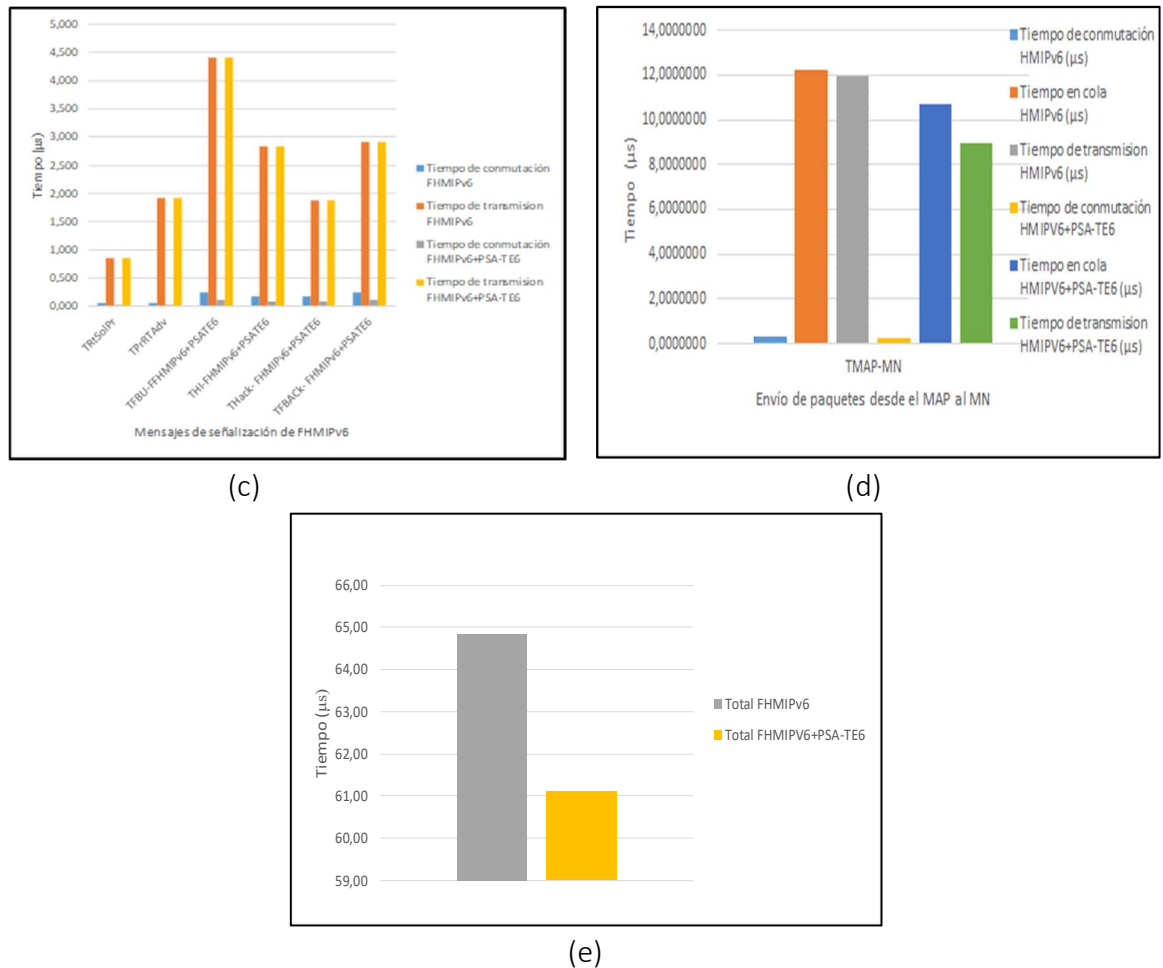 5,000
4,500
4,000
3,500
3,000
2,500
2,000
1,500
1,000
0,500
0,000
Tiempo (µs)
TRtSolPr
TPrRTAdv
TFBU-FFHMIPv6+PSATE6
THI-FHMIPv6+PSATE6
THack- FHMIPv6+PSATE6
TFBACk- FHMIPv6+PSATE6
Mensajes de señalización de FHMIPv6
Tiempo de conmutación
FHMIPv6
Tiempo de transmision
FHMIPv6
Tiempo de conmutación
FHMIPv6+PSA-TE6
Tiempo de transmision
FHMIPv6+PSA-TE6
(c)
14,0000000
12,0000000
10,0000000
8,0000000
6,0000000
4,0000000
2,0000000
0,0000000
Tiempo (µs)
TMAP-MN
Envío de paquetes desde el MAP al MN
Tiempo de conmutación
HMIPv6 (µs)
Tiempo en cola
HMIPv6 (µs)
Tiempo de transmision
HMIPv6 (µs)
Tiempo de conmutación
HMIPV6+PSA-TE6
Tiempo en cola
HMIPV6+PSA-TE6 (µs)
Tiempo de transmision
HMIPV6+PSA-TE6 (µs)
(d)
66,00
65,00
64,00
63,00
62,00
61,00
60,00
59,00
Tiempo (µs)
Total FHMIPv6
Total FHMIPV6+PSA-TE6
(e)